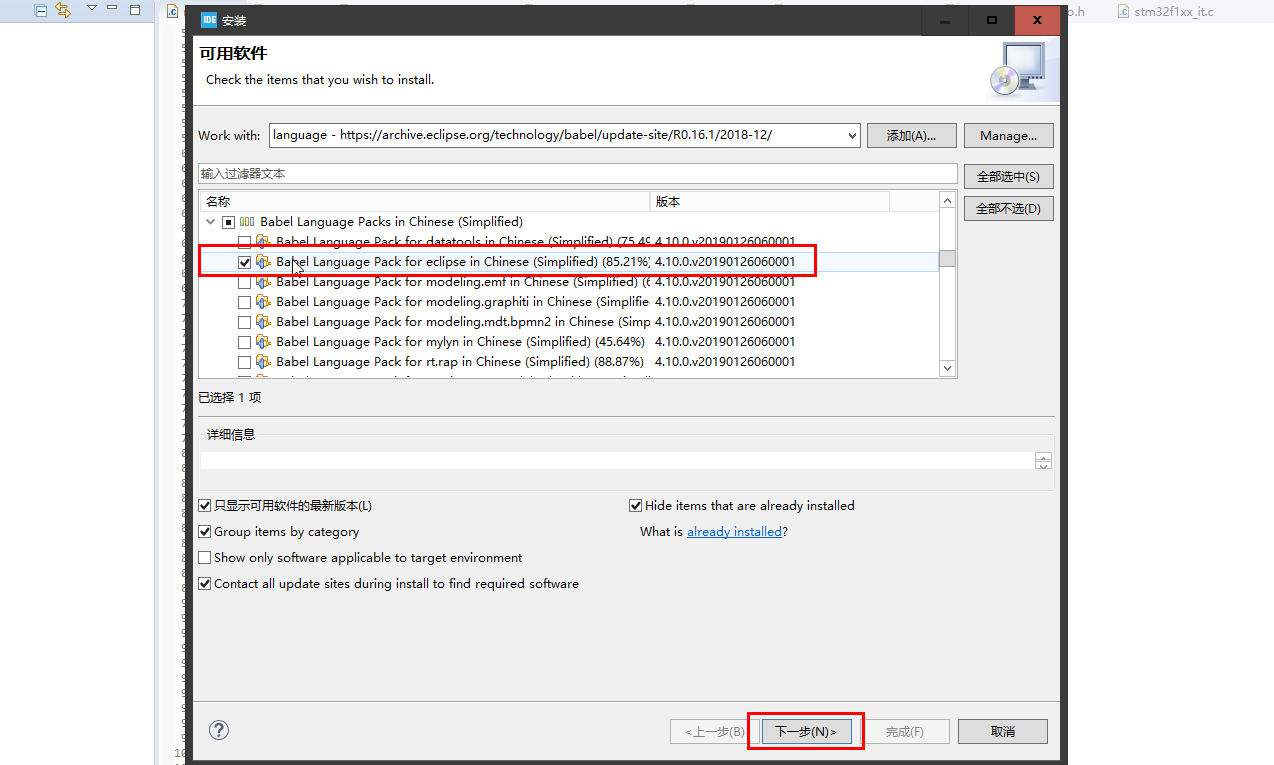 IDE 安装
o.h
stm32f1xx_it.c
可用软件
Check the items that you wish to install.
Work with: language - https://archive.eclipse.org/technology/babel/update-site/R0.16.1/2018-12/ 添加(A)... Manage...
输入过滤器文本 全部选中(S)
名称 版本 全部不选(D)
Babel Language Packs in Chinese (Simplified)
Babel Language Pack for datatools in Chinese (Simplified) (75.49 4.10.0.v20190126060001
Babel Language Pack for eclipse in Chinese (Simplified) (85.21%) 4.10.0.v20190126060001
Babel Language Pack for modeling.emf in Chinese (Simplified) ( 4.10.0.v20190126060001
Babel Language Pack for modeling.graphiti in Chinese (Simplifie 4.10.0.v20190126060001
Babel Language Pack for modeling.mdt.bpmn2 in Chinese (Simp 4.10.0.v20190126060001
Babel Language Pack for mylyn in Chinese (Simplified) (45.64%) 4.10.0.v20190126060001
Babel Language Pack for rt.rap in Chinese (Simplified) (88.87%) 4.10.0.v20190126060001
已选择 1 项
详细信息
只显示可用软件的最新版本(L) Hide items that are already installed
Group items by category What is already installed?
Show only software applicable to target environment
Contact all update sites during install to find required software
? <上一步(B) 下一步(N)> 完成(F) 取消